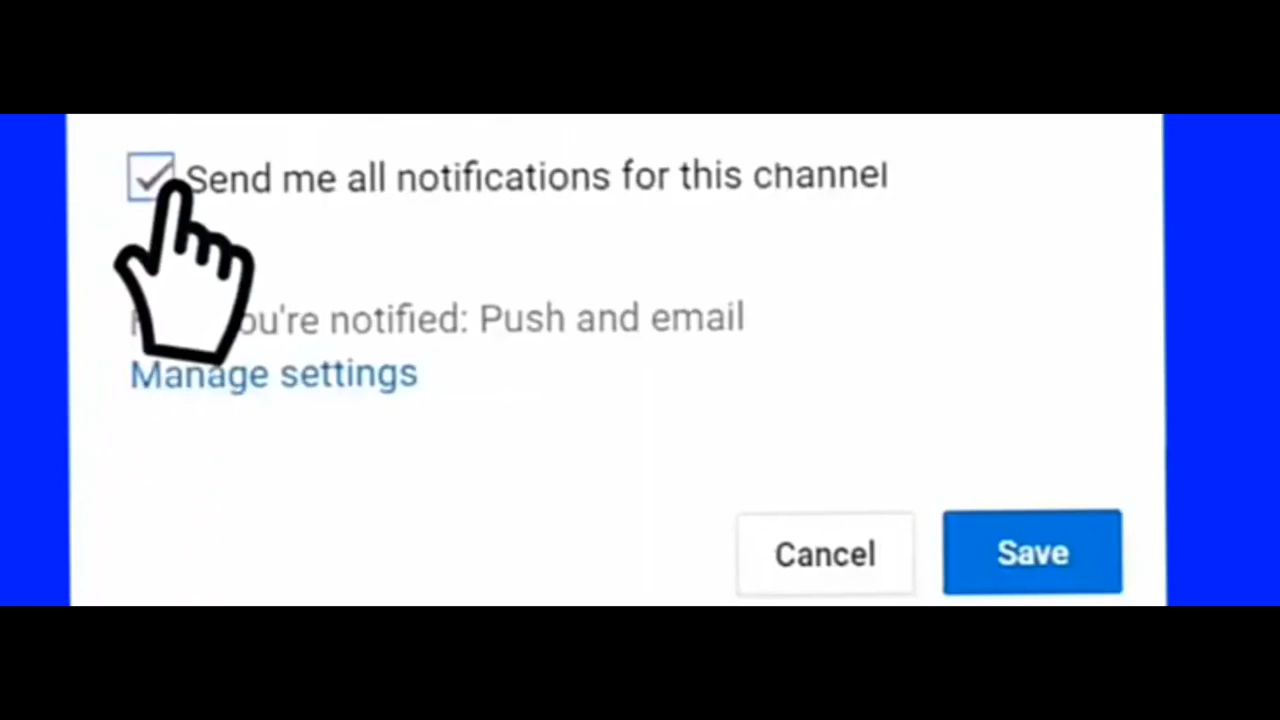 Send me all notifications for this channel
ou're notified: Push and email
Manage settings
Cancel
Save